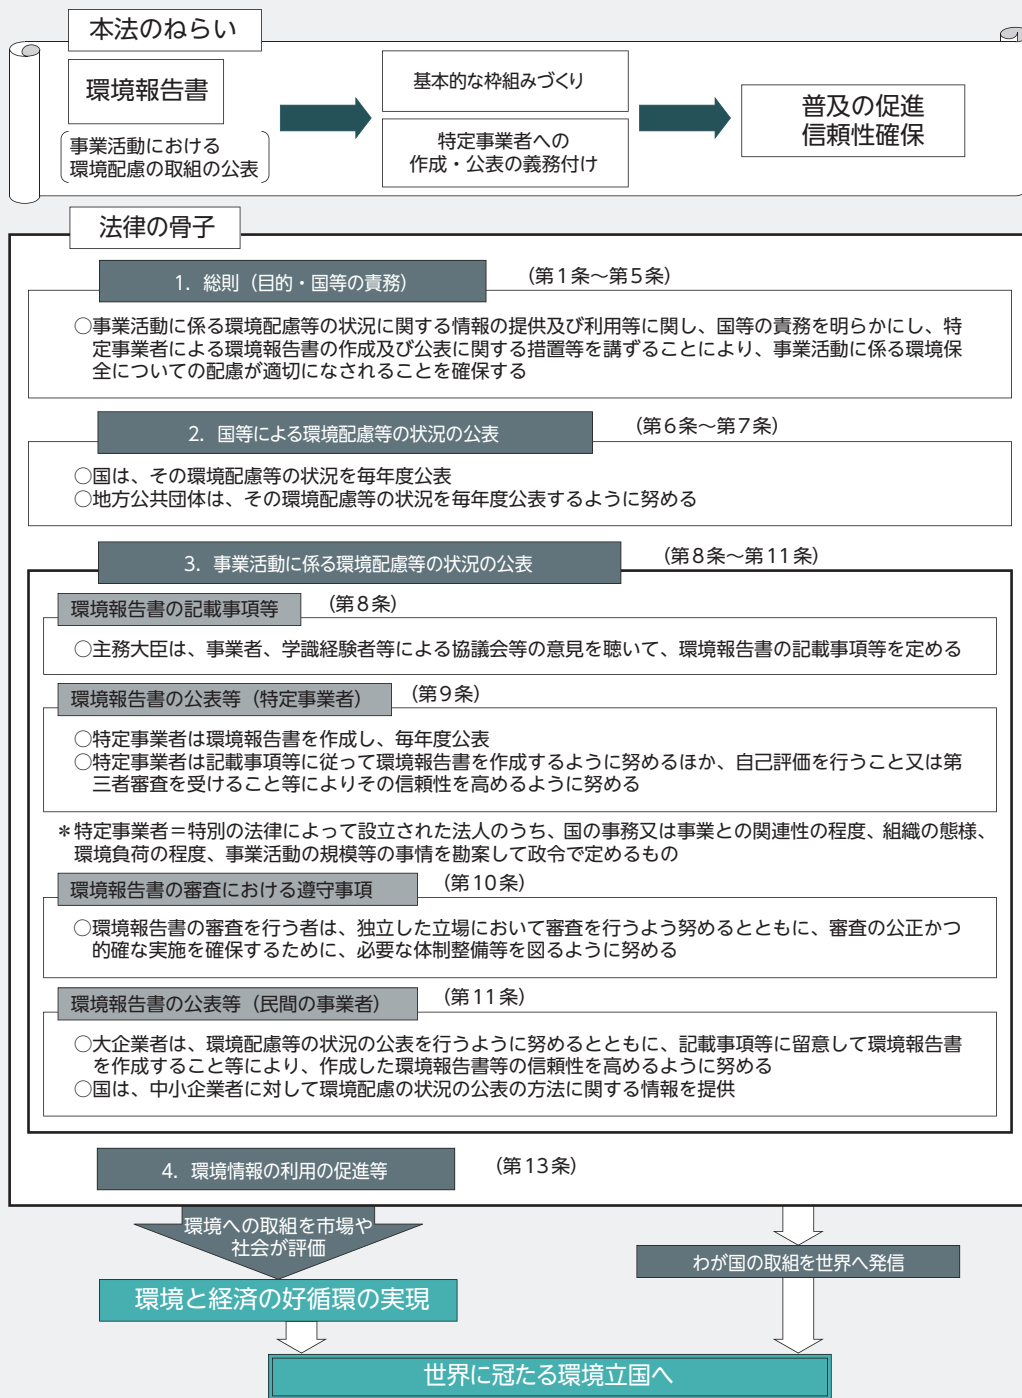 本法のねらい
環境報告書
事業活動における
環境配慮の取組の公表
基本的な枠組みづくり
特定事業者への
作成・公表の義務付け
普及の促進
信頼性確保
法律の骨子
1. 総則（目的・国等の責務）
（第1条〜第5条）
○事業活動に係る環境配慮等の状況に関する情報の提供及び利用等に関し、国等の責務を明らかにし、特
定事業者による環境報告書の作成及び公表に関する措置等を講ずることにより、事業活動に係る環境保
全についての配慮が適切になされることを確保する
2. 国等による環境配慮等の状況の公表
（第6条〜第7条）
○国は、その環境配慮等の状況を毎年度公表
○地方公共団体は、その環境配慮等の状況を毎年度公表するように努める
3. 事業活動に係る環境配慮等の状況の公表
（第8条〜第11条）
環境報告書の記載事項等
（第8条）
○主務大臣は、事業者、学識経験者等による協議会等の意見を聴いて、環境報告書の記載事項等を定める
環境報告書の公表等（特定事業者）
（第9条）
○特定事業者は環境報告書を作成し、毎年度公表
○特定事業者は記載事項等に従って環境報告書を作成するように努めるほか、自己評価を行うこと又は第
三者審査を受けること等によりその信頼性を高めるように努める
＊特定事業者＝特別の法律によって設立された法人のうち、国の事務又は事業との関連性の程度、組織の態様、
環境負荷の程度、事業活動の規模等の事情を勘案して政令で定めるもの
環境報告書の審査における遵守事項
（第10条）
○環境報告書の審査を行う者は、独立した立場において審査を行うよう努めるとともに、審査の公正かつ
的確な実施を確保するために、必要な体制整備等を図るように努める
環境報告書の公表等（民間の事業者）
（第11条）
○大企業者は、環境配慮等の状況の公表を行うように努めるとともに、記載事項等に留意して環境報告書
を作成すること等により、作成した環境報告書等の信頼性を高めるように努める
○国は、中小企業者に対して環境配慮の状況の公表の方法に関する情報を提供
4. 環境情報の利用の促進等
（第13条）
環境への取組を市場や
社会が評価
わが国の取組を世界へ発信
環境と経済の好循環の実現
世界に冠たる環境立国へ